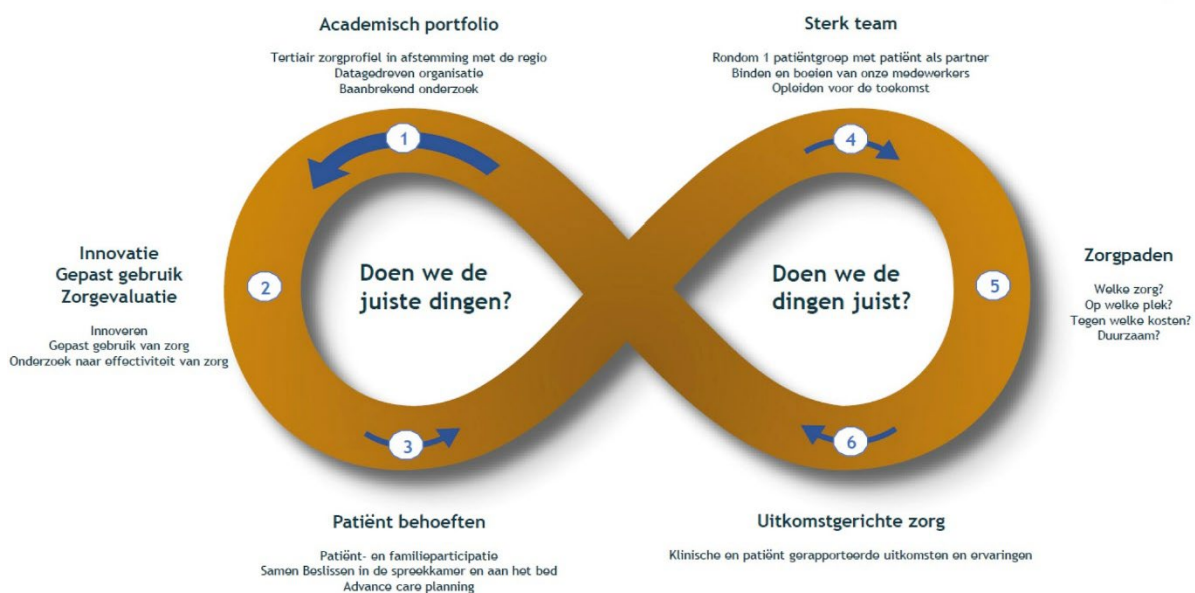 Academisch portfolio
Tertiair zorgprofiel in afstemming met de regio
Datagedreven organisatie
Baanbrekend onderzoek
1
Innovatie
Gepast gebruik
Zorgevaluatie
Innoveren
Gepast gebruik van zorg
Onderzoek naar effectiviteit van zorg
2
Doen we de
juiste dingen?
3
Patiënt behoeften
Patiënt- en familieparticipatie
Samen Beslissen in de spreekkamer en aan het bed
Advance care planning
Sterk team
Rondom 1 patiëntgroep met patiënt als partner
Binden en boeien van onze medewerkers
Opleiden voor de toekomst
4
Doen we de
dingen juist?
5
Zorgpaden
Welke zorg?
Op welke plek?
Tegen welke kosten?
Duurzaam?
6
Uitkomstgerichte zorg
Klinische en patiënt gerapporteerde uitkomsten en ervaringen